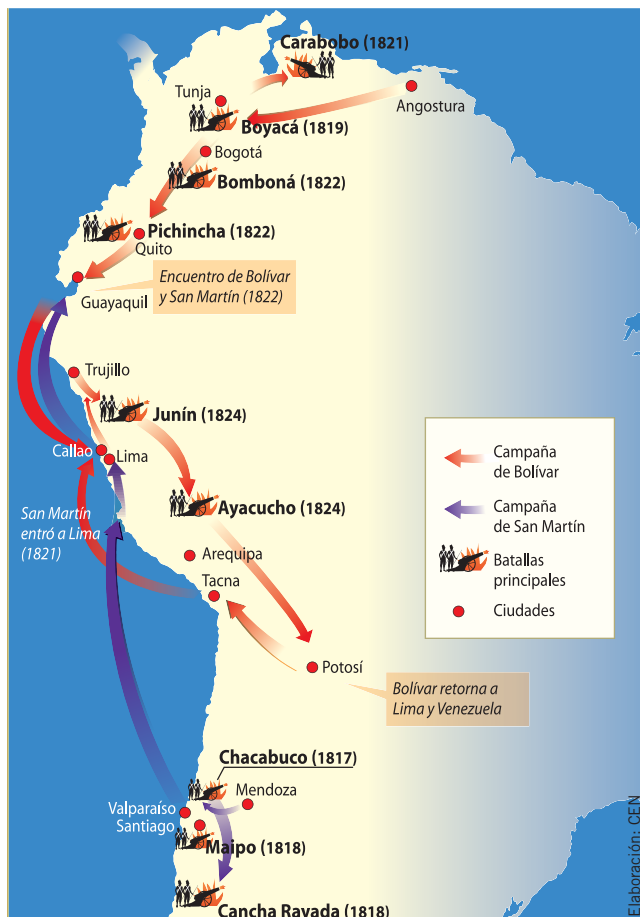 Carabobo (1821)
Tunja
Angostura
Boyacá (1819)
Bogotá
Bomboná (1822)
Pichincha (1822)
Quito
Encuentro de Bolívar
y San Martín (1822)
Guayaquil
Trujillo
Junín (1824)
Callao
Lima
Campaña
de Bolívar
San Martín
entró a Lima
(1821)
Ayacucho (1824)
Campaña
de San Martín
Batallas
principales
Arequipa
Tacna
Ciudades
Potosí
Bolívar retorna a
Lima y Venezuela
Chacabuco (1817)
Mendoza
Valparaíso
Santiago
Maipo (1818)
Cancha Rayada (1818)
Elaboración: CEN